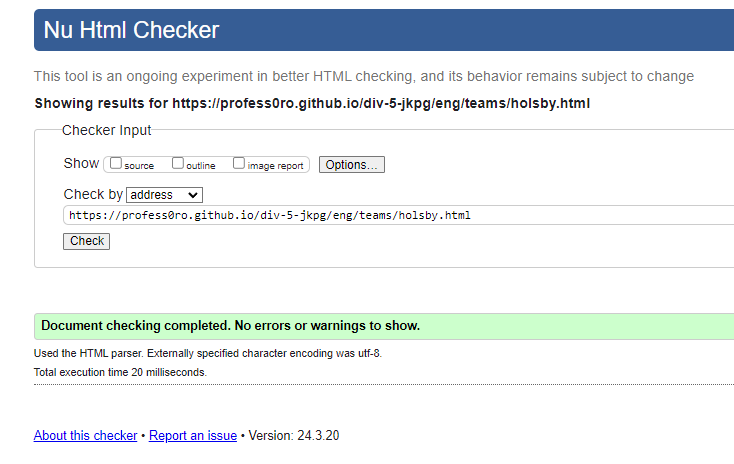 Nu Html Checker
This tool is an ongoing experiment in better HTML checking, and its behavior remains subject to change
Showing results for https://profess0ro.github.io/div-5-jkpg/eng/teams/holsby.html
Checker Input
Show source outline image report Options...
Check by address
https://profess0ro.github.io/div-5-jkpg/eng/teams/holsby.html
Check
Document checking completed. No errors or warnings to show.
Used the HTML parser. Externally specified character encoding was utf-8.
Total execution time 20 milliseconds.
About this checker • Report an issue • Version: 24.3.20